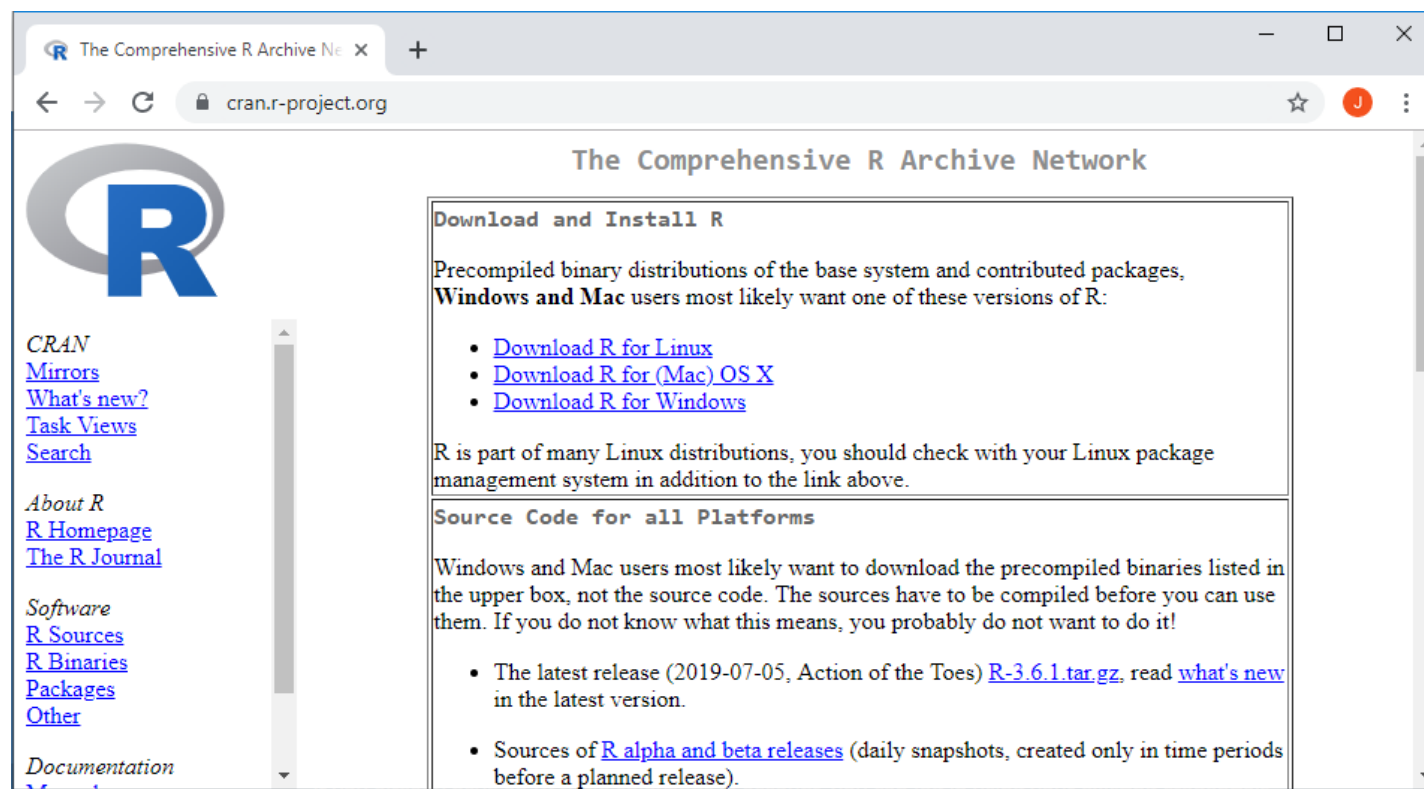 The Comprehensive R Archive Ne
cran.r-project.org
J
R
CRAN
Mirrors
What's new?
Task Views
Search
About R
R Homepage
The R Journal
Software
R Sources
R Binaries
Packages
Other
Documentation
The Comprehensive R Archive Network
Download and Install R
Precompiled binary distributions of the base system and contributed packages,
Windows and Mac users most likely want one of these versions of R:
• Download R for Linux
• Download R for (Mac) OS X
• Download R for Windows
R is part of many Linux distributions, you should check with your Linux package
management system in addition to the link above.
Source Code for all Platforms
Windows and Mac users most likely want to download the precompiled binaries listed in
the upper box, not the source code. The sources have to be compiled before you can use
them. If you do not know what this means, you probably do not want to do it!
• The latest release (2019-07-05, Action of the Toes) R-3.6.1.tar.gz, read what's new
in the latest version.
• Sources of R alpha and beta releases (daily snapshots, created only in time periods
before a planned release).